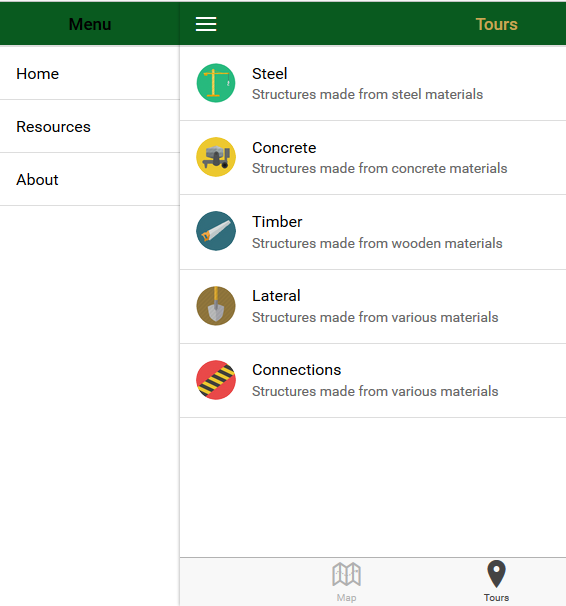 Menu
Tours
Home
Resources
About
Steel
Structures made from steel materials
Concrete
Structures made from concrete materials
Timber
Structures made from wooden materials
Lateral
Structures made from various materials
Connections
Structures made from various materials
Map
Tours